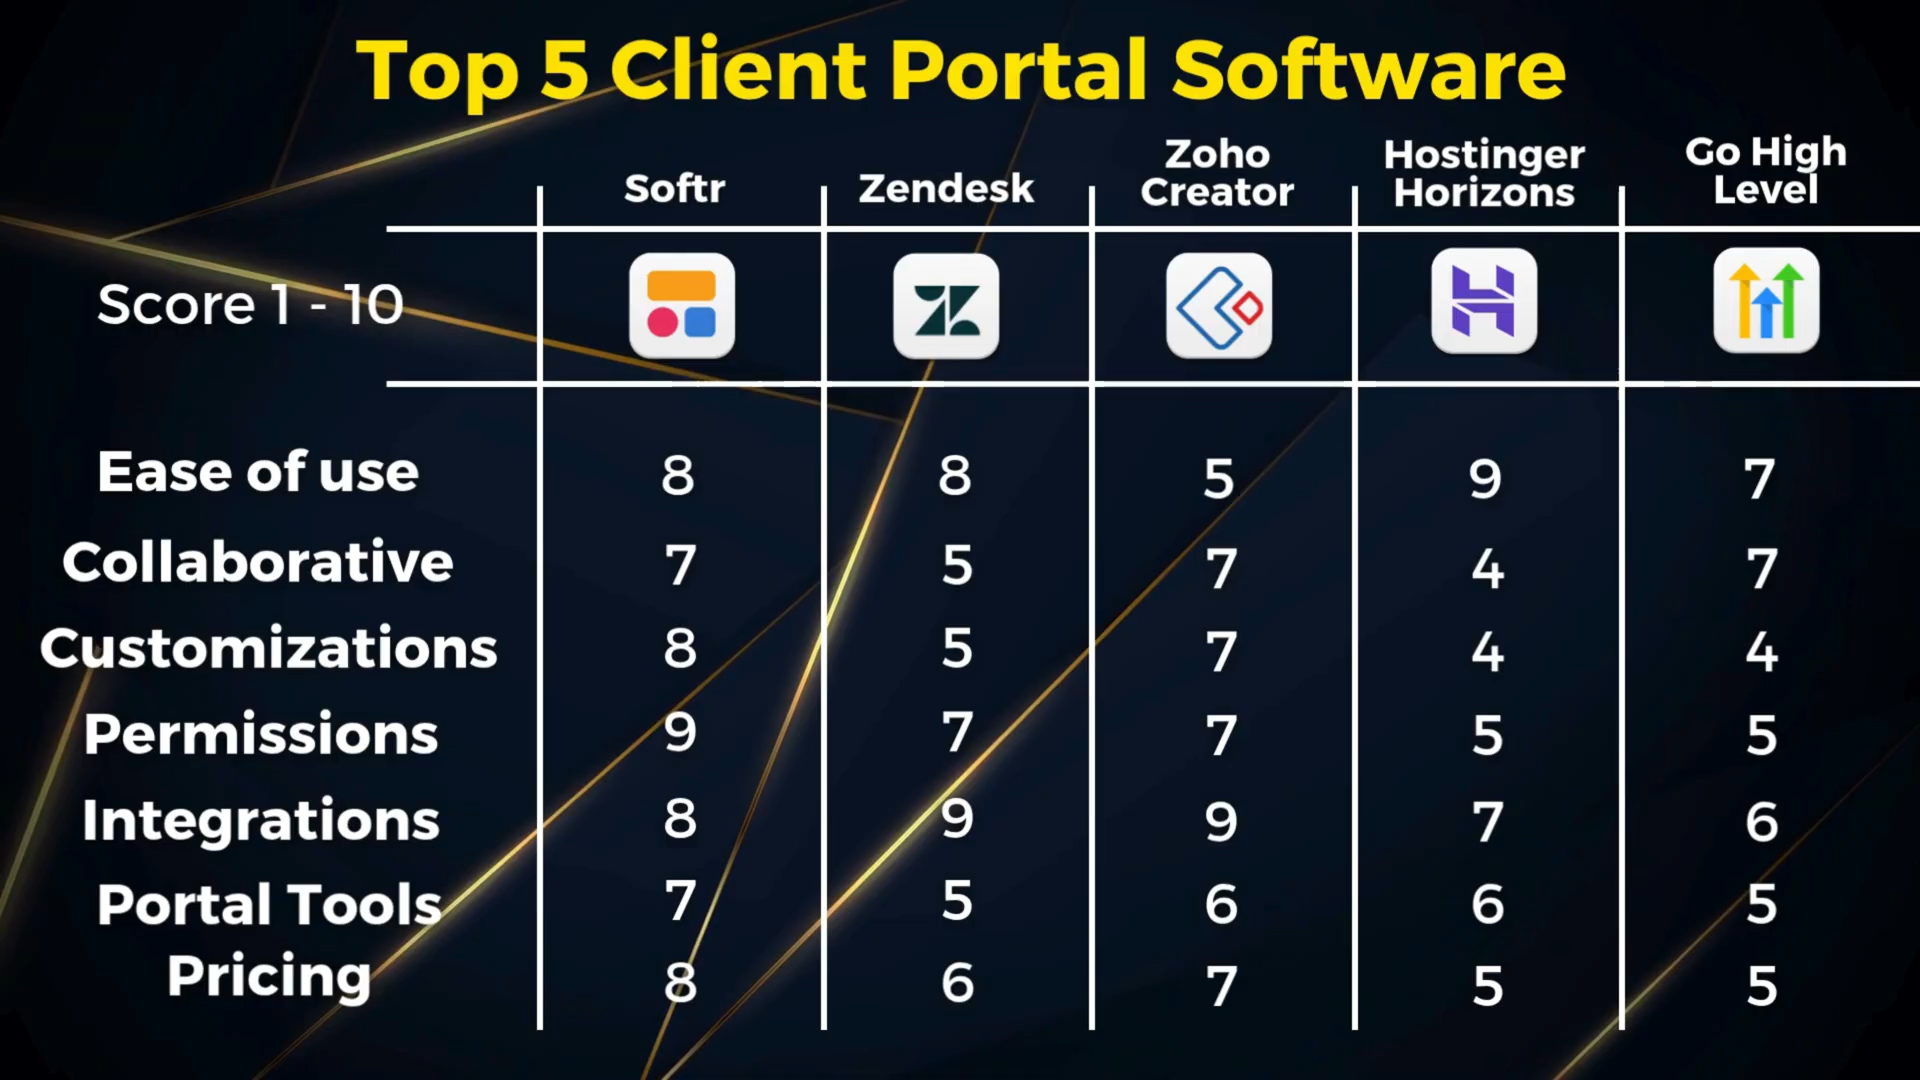 Top 5 Client Portal Software
Softr Zendesk Zoho Creator Hostinger Horizons Go High Level
Score 1 - 10
Ease of use 8 8 5 9 7
Collaborative 7 5 7 4 7
Customizations 8 5 7 4 4
Permissions 9 7 7 5 5
Integrations 8 9 9 7 6
Portal Tools 7 5 6 6 5
Pricing 8 6 7 5 5